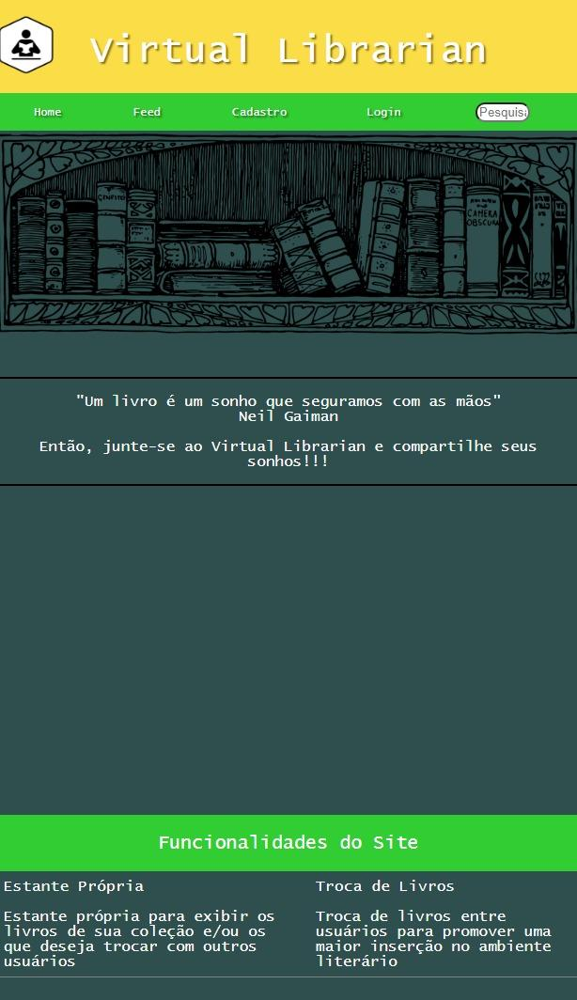 Virtual Librarian
Home Feed Cadastro Login Pesquisa
CAMERA
OBSCURA
"Um livro é um sonho que seguramos com as mãos"
Neil Gaiman
Então, junte-se ao Virtual Librarian e compartilhe seus
sonhos!!!
Funcionalidades do Site
Estante Própria
Estante própria para exibir os
livros de sua coleção e/ou os
que deseja trocar com outros
usuários
Troca de Livros
Troca de livros entre
usuários para promover uma
maior inserção no ambiente
literário